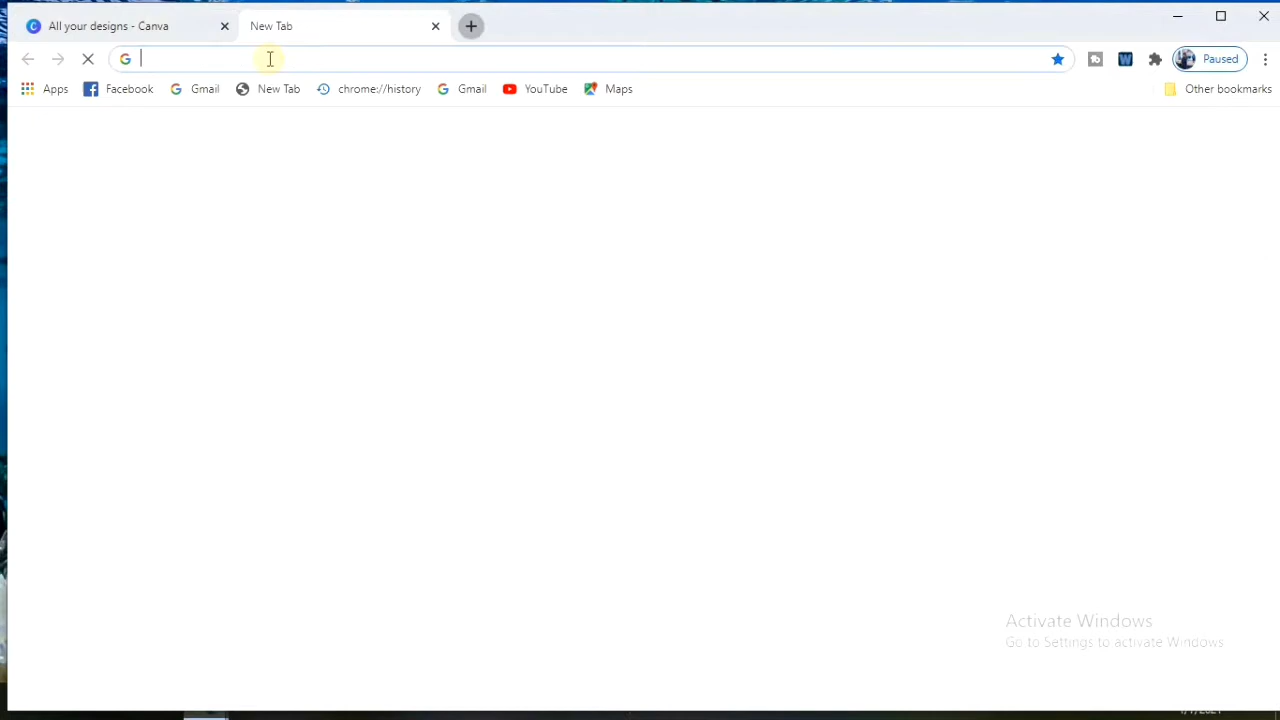 All your designs - Canva
New Tab
Paused
Apps
Facebook
Gmail
New Tab
chrome://history
Gmail
YouTube
Maps
Other bookmarks
Activate Windows
Go to Settings to activate Windows